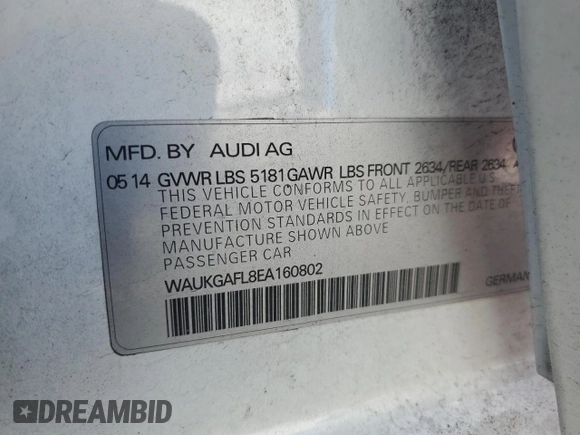 MFD. BY AUDI AG
05 14 GVWR LBS 5181 GAWR LBS FRONT 2634/REAR 2634
THIS VEHICLE CONFORMS TO ALL APPLICABLE U.S.
FEDERAL MOTOR VEHICLE SAFETY, BUMPER AND THEFT
PREVENTION STANDARDS IN EFFECT ON THE DATE OF
MANUFACTURE SHOWN ABOVE
PASSENGER CAR
WAUKGAFL8EA160802
GERMANY
DREAMBID